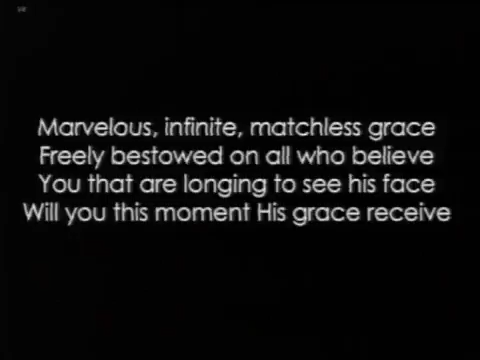 Marvelous, infinite, matchless grace
Freely bestowed on all who believe
You that are longing to see his face
Will you this moment His grace receive